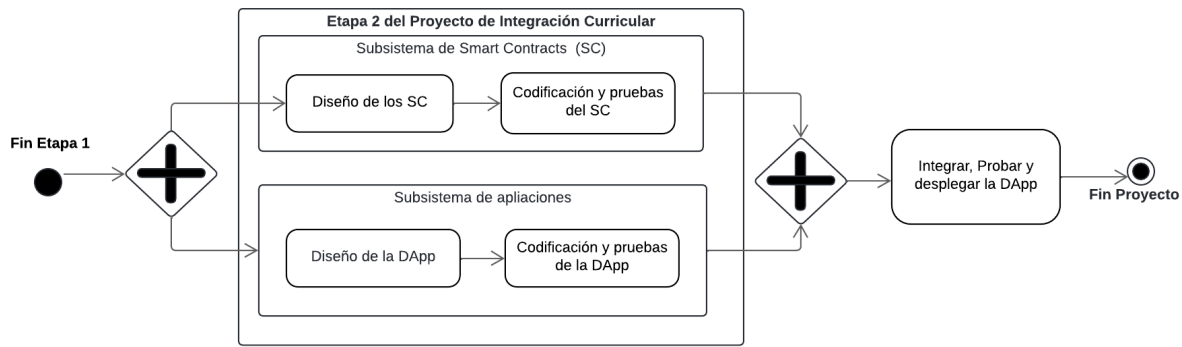 Etapa 2 del Proyecto de Integración Curricular
Subsistema de Smart Contracts (SC)
Diseño de los SC
Codificación y pruebas
del SC
Fin Etapa 1
Integrar, Probar y
desplegar la DApp
Fin Proyecto
Subsistema de apliaciones
Diseño de la DApp
Codificación y pruebas
de la DApp